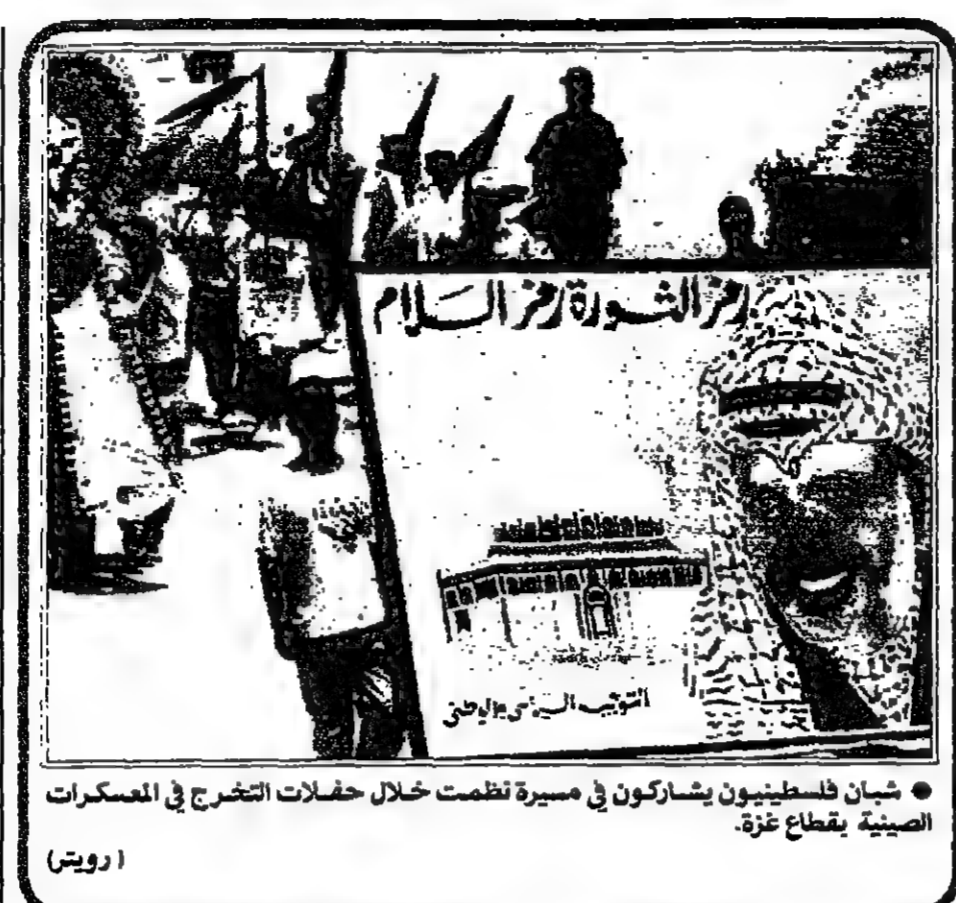 رمز الثورة رمز السلام
التوجيه السياسي والوطني
● شبان فلسطينيون يشاركون في مسيرة نظمت خلال حفلات التخرج في المعسكرات
الصيفية بقطاع غزة.
(رويتر)